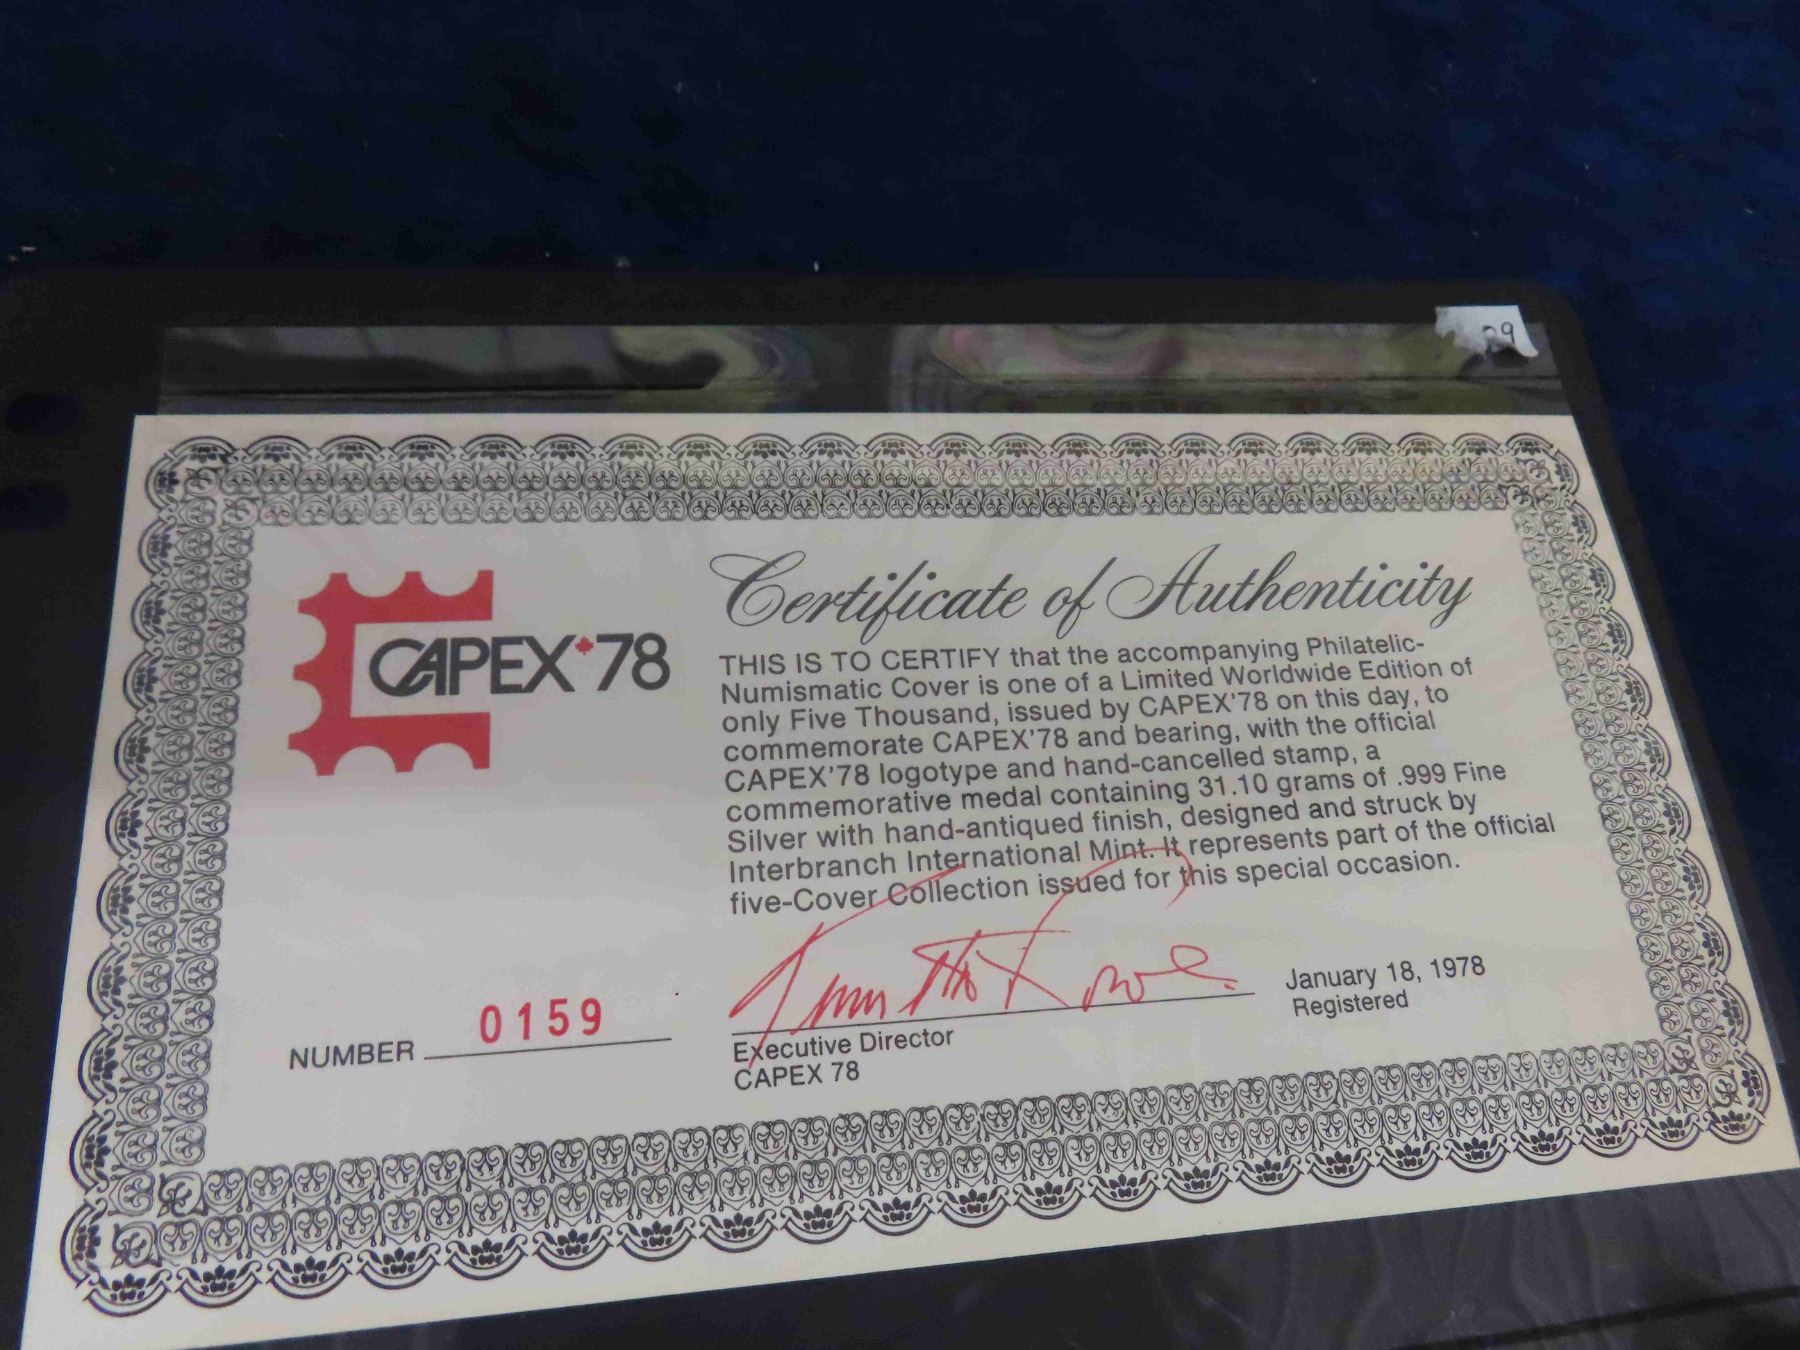 29
CAPEX'78
Certificate of Authenticity
THIS IS TO CERTIFY that the accompanying Philatelic-
Numismatic Cover is one of a Limited Worldwide Edition of
only Five Thousand, issued by CAPEX'78 on this day, to
commemorate CAPEX'78 and bearing, with the official
CAPEX'78 logotype and hand-cancelled stamp, a
commemorative medal containing 31.10 grams of .999 Fine
Silver with hand-antiqued finish, designed and struck by
Interbranch International Mint. It represents part of the official
five-Cover Collection issued for this special occasion.
NUMBER 0159
Executive Director
CAPEX 78
January 18, 1978
Registered